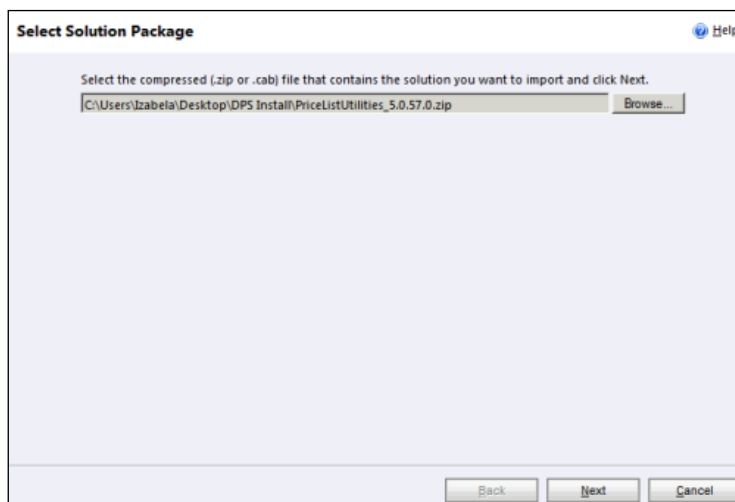 Select Solution Package
Help
Select the compressed (.zip or .cab) file that contains the solution you want to import and click Next.
C:\Users\Izabela\Desktop\DPS Install\PriceListUtilities_5.0.57.0.zip
Browse...
Back
Next
Cancel